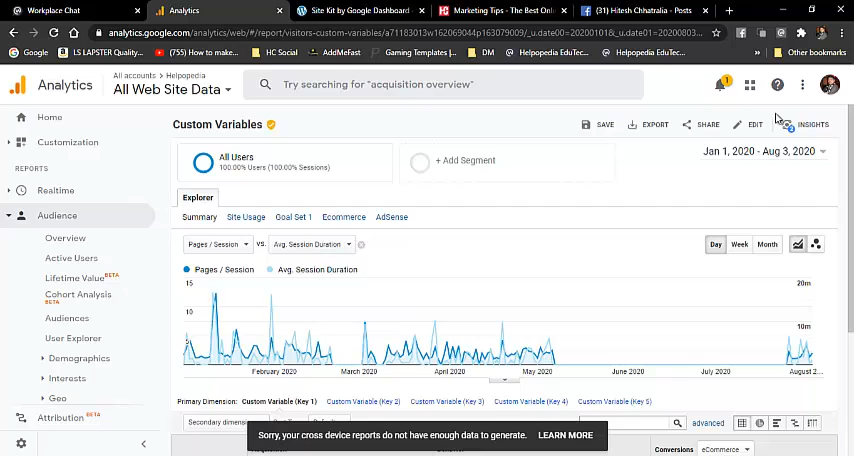 Workplace Chat
Analytics
Site Kit by Google Dashboard
Marketing Tips - The Best Onli
(31) Hitesh Chhatralia - Posts
analytics.google.com/analytics/web/#/report/visitors-custom-variables/a71183013w162069044p163079009/_u.date00=20200101&_u.date01=20200803...
Google
LS LAPSTER Quality...
(755) How to make...
HC Social
AddMeFast
Gaming Templates |...
DM
Helpopedia EduTec...
Helpopedia EduTec...
»
Other bookmarks
Analytics
All accounts > Helpopedia
All Web Site Data
Try searching for "acquisition overview"
1
Home
Customization
REPORTS
Realtime
Audience
Overview
Active Users
Lifetime Value BETA
Cohort Analysis
BETA
Audiences
User Explorer
Demographics
Interests
Geo
Attribution BETA
Custom Variables
SAVE
EXPORT
SHARE
EDIT
INSIGHTS
All Users
100.00% Users (100.00% Sessions)
+ Add Segment
Jan 1, 2020 - Aug 3, 2020
Explorer
Summary
Site Usage
Goal Set 1
Ecommerce
AdSense
Pages / Session
vs.
Avg. Session Duration
Day
Week
Month
Pages / Session
Avg. Session Duration
15
20m
10
10m
5
February 2020
March 2020
April 2020
May 2020
June 2020
July 2020
August 2...
Primary Dimension:
Custom Variable (Key 1)
Custom Variable (Key 2)
Custom Variable (Key 3)
Custom Variable (Key 4)
Custom Variable (Key 5)
Secondary dimension
advanced
Sorry, your cross device reports do not have enough data to generate.
LEARN MORE
Conversions
eCommerce